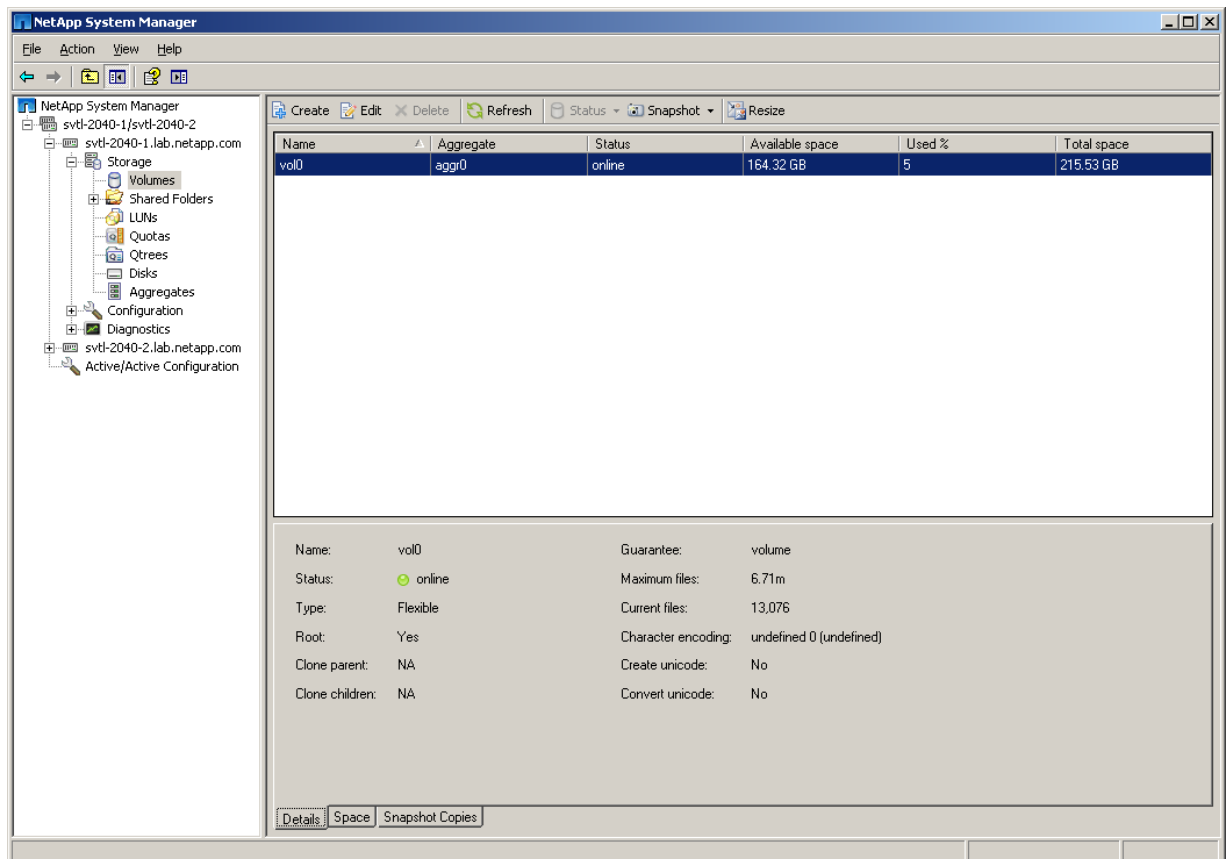 NetApp System Manager
File Action View Help
NetApp System Manager
svtl-2040-1/svtl-2040-2
svtl-2040-1.lab.netapp.com
Storage
Volumes
Shared Folders
LUNs
Quotas
Qtrees
Disks
Aggregates
Configuration
Diagnostics
svtl-2040-2.lab.netapp.com
Active/Active Configuration
Create Edit Delete Refresh Status Snapshot Resize
Name Aggregate Status Available space Used % Total space
vol0 aggr0 online 164.32 GB 5 215.53 GB
Name: vol0 Guarantee: volume
Status: online Maximum files: 6.71m
Type: Flexible Current files: 13,076
Root: Yes Character encoding: undefined 0 (undefined)
Clone parent: NA Create unicode: No
Clone children: NA Convert unicode: No
Details Space Snapshot Copies